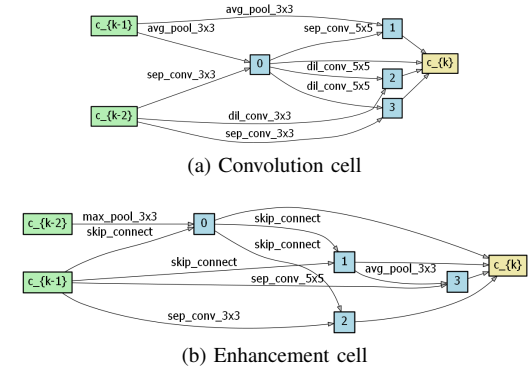 avg_pool_3x3
c_{k-1}
avg_pool_3x3
sep_conv_5x5
1
0
dil_conv_5x5
c_{k}
sep_conv_3x3
2
dil_conv_5x5
3
c_{k-2}
dil_conv_3x3
sep_conv_3x3
(a) Convolution cell
c_{k-2}
max_pool_3x3
0
skip_connect
skip_connect
skip_connect
skip_connect
1
c_{k}
avg_pool_3x3
c_{k-1}
sep_conv_5x5
3
sep_conv_3x3
2
(b) Enhancement cell